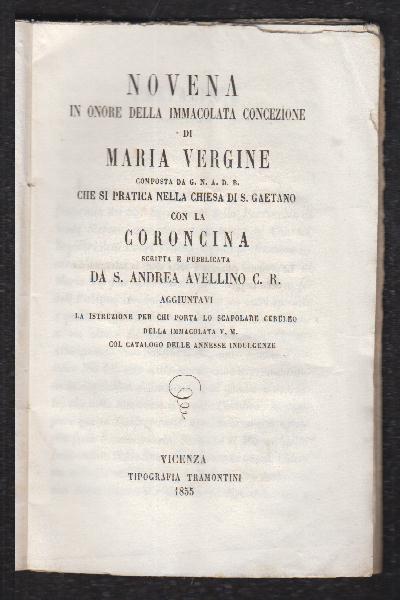 NOVENA
IN ONORE DELLA IMMACOLATA CONCEZIONE
DI
MARIA VERGINE
COMPOSTA DA G. N. A. D. B.
CHE SI PRATICA NELLA CHIESA DI S. GAETANO
CON LA
CORONCINA
SCRITTA E PUBBLICATA
DA S. ANDREA AVELLINO C. R.
AGGIUNTAVI
LA ISTRUZIONE PER CHI PORTA LO SCAPOLARE CERULEO
DELLA IMMACOLATA V. M.
COL CATALOGO DELLE ANNESSE INDULGENZE
VICENZA
TIPOGRAFIA TRAMONTINI
1855